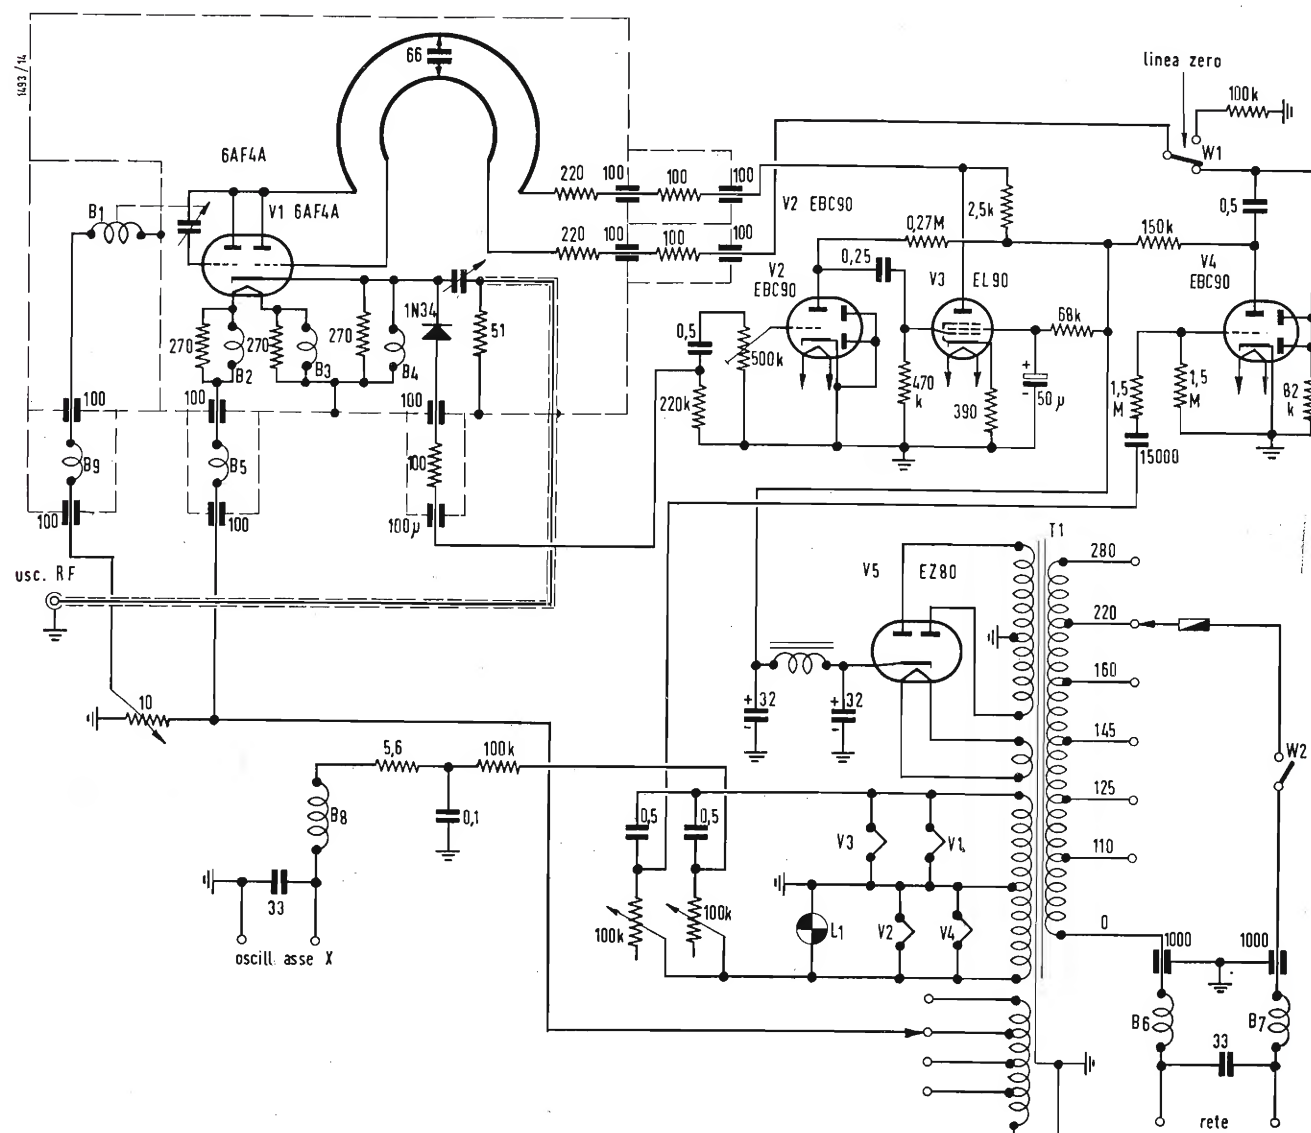 1493/14
66
linea zero
100k
W1
6AF4A
V1 6AF4A
B1
220
100
100
100
V2 EBC90
2,5k
0,5
220
100
100
100
0,27M
150k
V2
EBC90
0,25
V3
EL90
V4
EBC90
1N34
51
270
B2
270
B3
270
B4
0,5
500k
68k
220k
470
k
390
+
-
50 µ
1,5
M
1,5
M
82
k
15000
100
100
100
B9
B5
100
100
100
100µ
usc. RF
V5
EZ80
T1
280
220
160
145
125
110
0
10
+
32
-
+
32
-
W2
5,6
100k
0,1
B8
33
oscill. asse X
0,5
0,5
100k
100k
V3
V1.
L1
V2
V4
1000
1000
B6
B7
33
rete